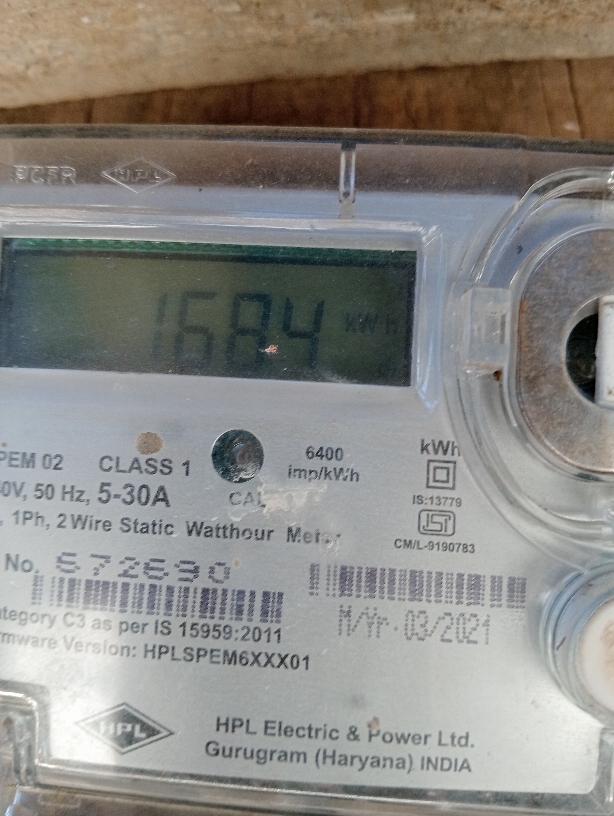 HPL
1684 kWh
PEM 02 CLASS 1
6400
imp/kWh
kWh
0V, 50 Hz, 5-30A
CAL
IS:13779
, 1Ph, 2 Wire Static Watthour Meter
CM/L-9190783
No. 672690
ategory C3 as per IS 15959:2011
M/Yr-03/2021
rmware Version: HPLSPEM6XXX01
HPL
HPL Electric & Power Ltd.
Gurugram (Haryana) INDIA